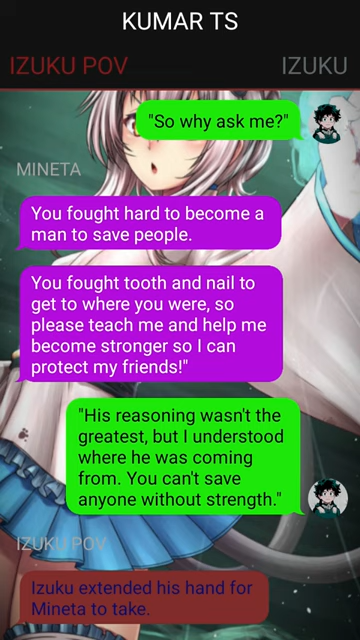 KUMAR TS
IZUKU POV
IZUKU
"So why ask me?"
MINETA
You fought hard to become a
man to save people.
You fought tooth and nail to
get to where you were, so
please teach me and help me
become stronger so I can
protect my friends!"
"His reasoning wasn't the
greatest, but I understood
where he was coming
from. You can't save
anyone without strength."
IZUKU POV
Izuku extended his hand for
Mineta to take.